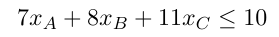 7x_A + 8x_B + 11x_C ≤ 10